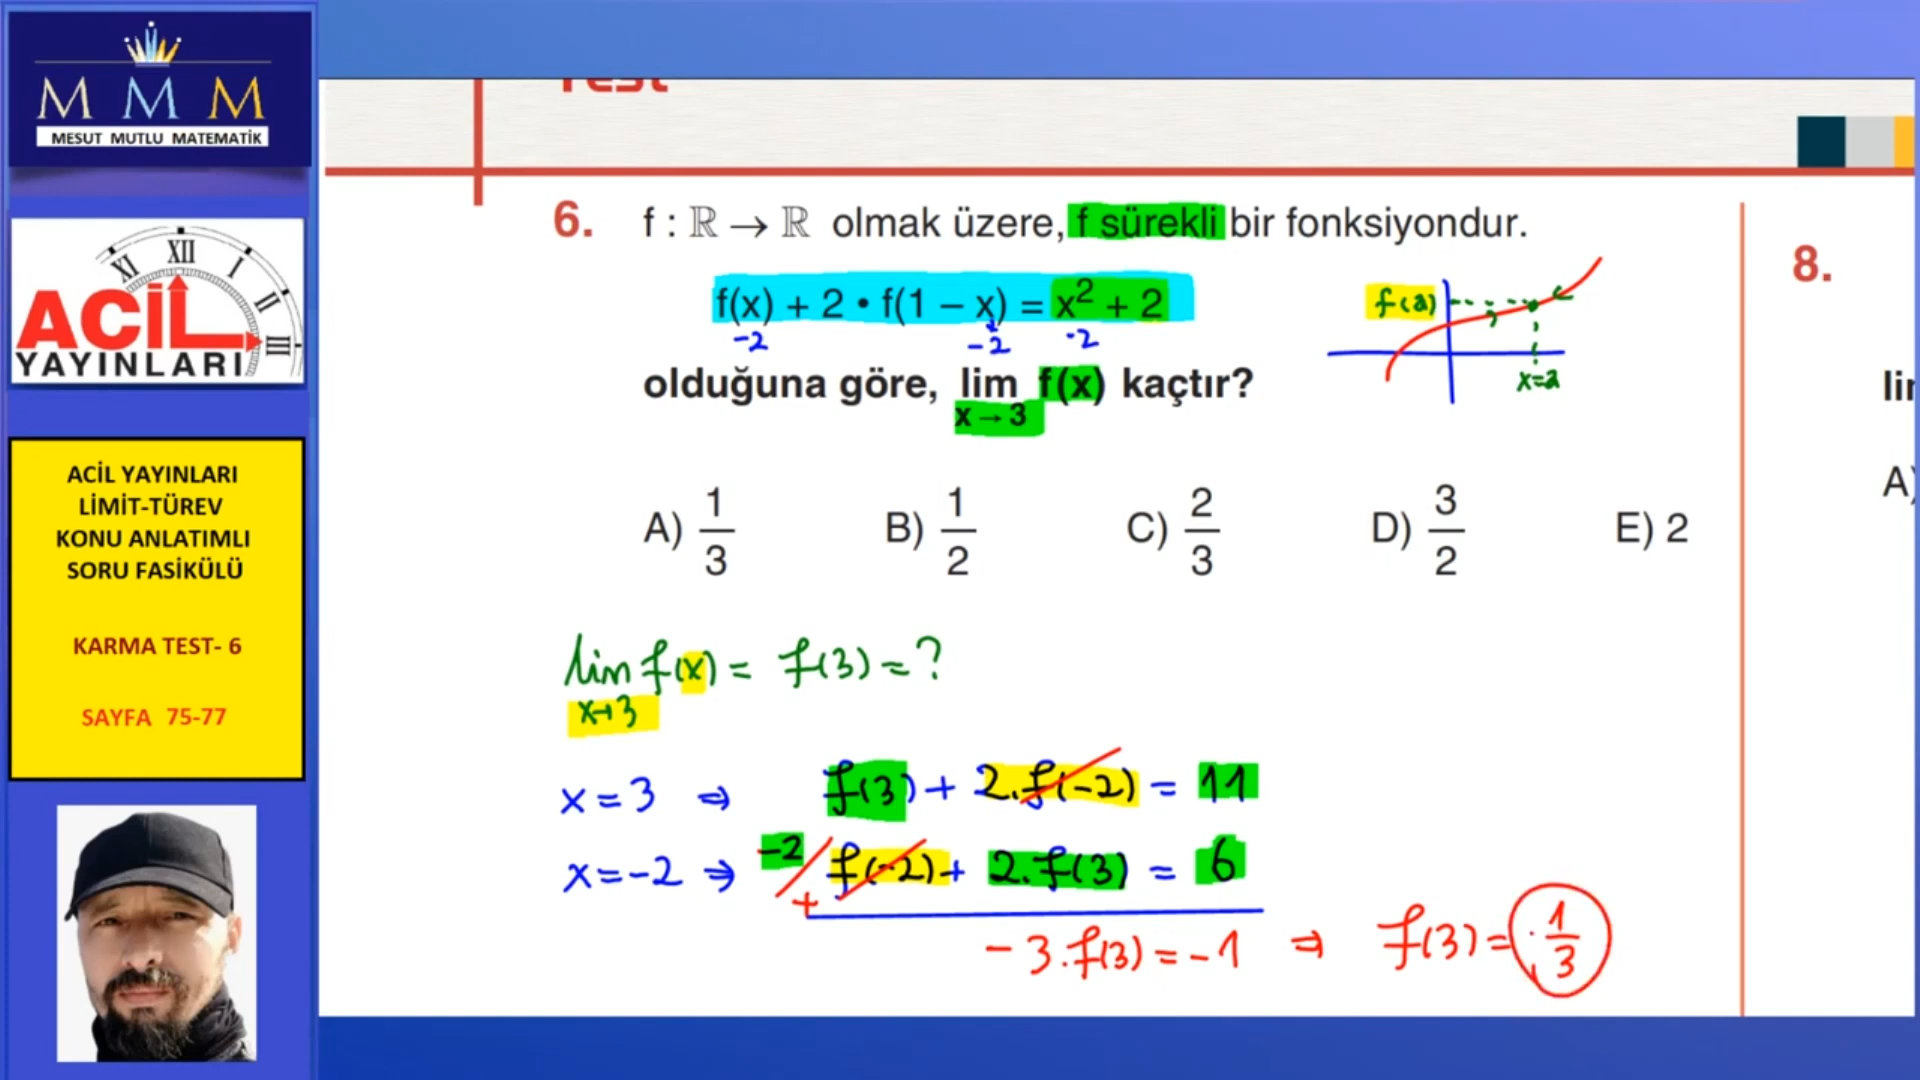 M M M
MESUT MUTLU MATEMATİK
XI XII I II III
ACİL
YAYINLARI
ACİL YAYINLARI
LİMİT-TÜREV
KONU ANLATIMLI
SORU FASİKÜLÜ
KARMA TEST- 6
SAYFA 75-77
Test
6. f : ℝ → ℝ olmak üzere, f sürekli bir fonksiyondur.
f(x) + 2 • f(1 − x) = x² + 2
-2 -2 -2
f(a)
x=a
olduğuna göre, lim f(x) kaçtır?
x → 3
A) 1/3 B) 1/2 C) 2/3 D) 3/2 E) 2
lim f(x) = f(3) = ?
x→3
x = 3 ⇒ f(3) + 2.f(-2) = 11
x = -2 ⇒ -2/ f(-2) + 2.f(3) = 6
+
-3.f(3) = -1 ⇒ f(3) = 1/3
8.
A)